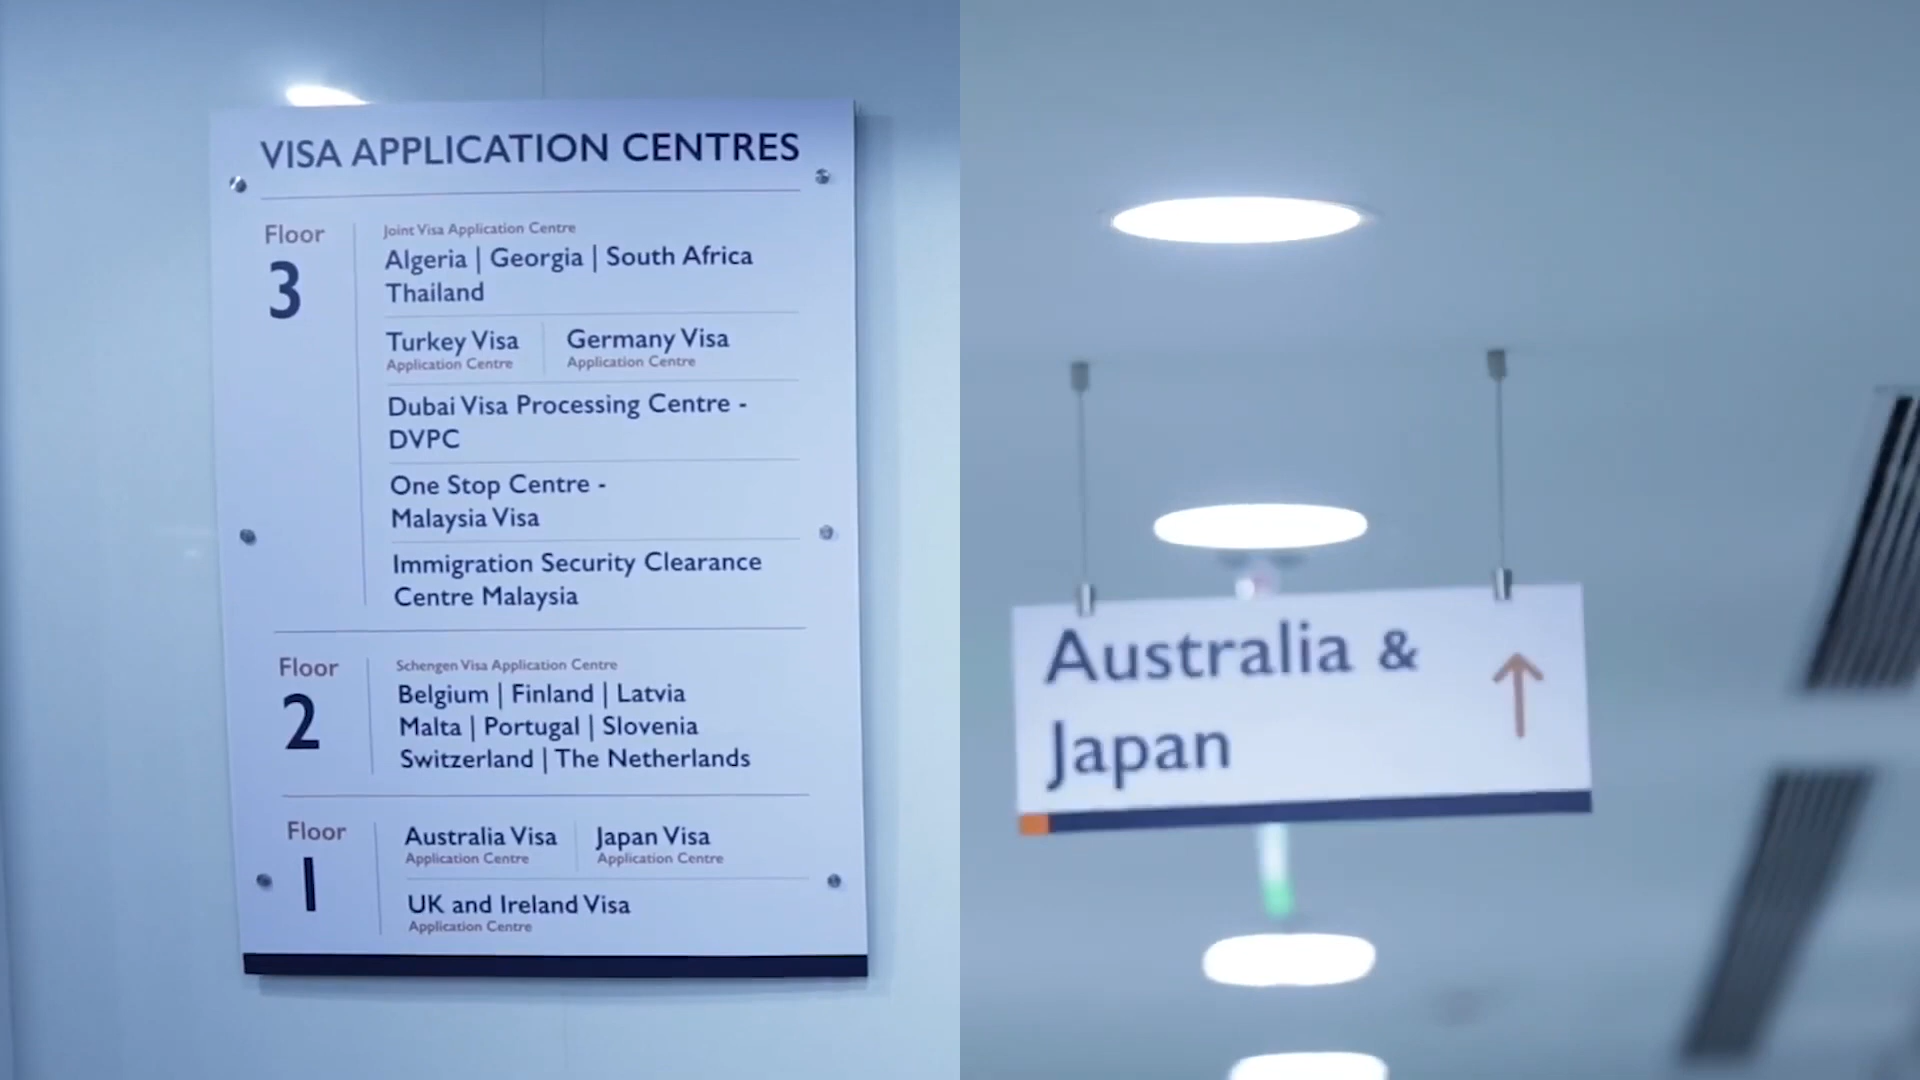 VISA APPLICATION CENTRES
Floor
3
Joint Visa Application Centre
Algeria | Georgia | South Africa
Thailand
Turkey Visa
Application Centre
Germany Visa
Application Centre
Dubai Visa Processing Centre -
DVPC
One Stop Centre -
Malaysia Visa
Immigration Security Clearance
Centre Malaysia
Floor
2
Schengen Visa Application Centre
Belgium | Finland | Latvia
Malta | Portugal | Slovenia
Switzerland | The Netherlands
Floor
1
Australia Visa
Application Centre
Japan Visa
Application Centre
UK and Ireland Visa
Application Centre
Australia &
Japan